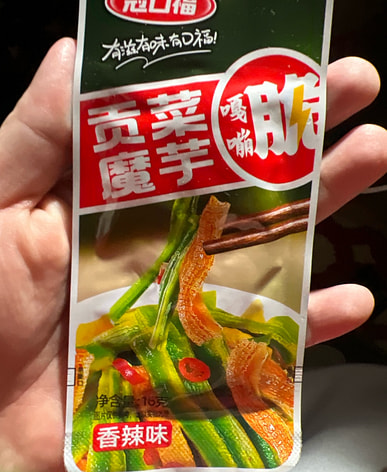 冠口福
有滋有味有口福!
贡菜
魔芋
嘎嘣
脆
净含量:16克
香辣味